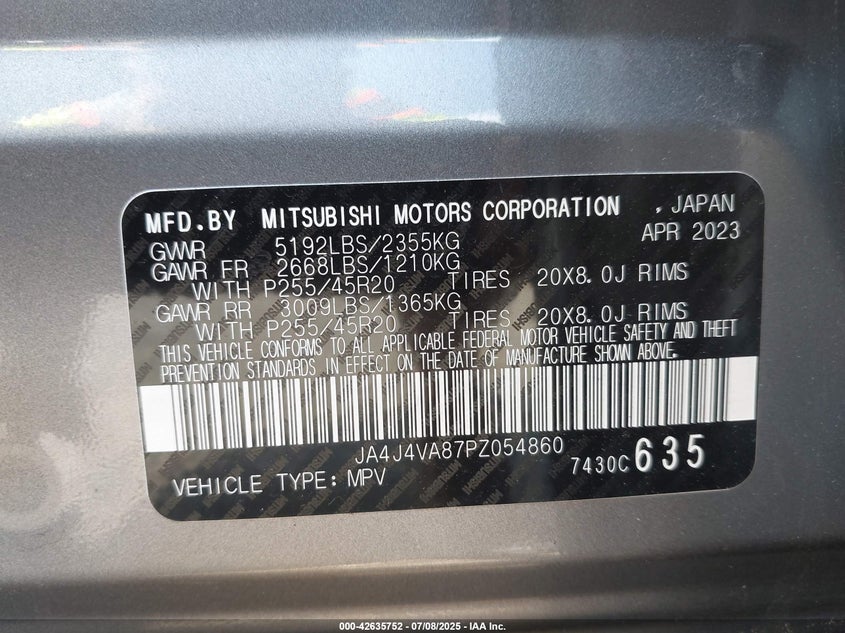 MFD.BY MITSUBISHI MOTORS CORPORATION , JAPAN
GWWR 5192LBS/2355KG APR 2023
GAWR FR 2668LBS/1210KG
WITH P255/45R20 TIRES 20X8.0J RIMS
GAWR RR 3009LBS/1365KG
WITH P255/45R20 TIRES 20X8.0J RIMS
THIS VEHICLE CONFORMS TO ALL APPLICABLE FEDERAL MOTOR VEHICLE SAFETY AND THEFT
PREVENTION STANDARDS IN EFFECT ON THE DATE OF MANUFACTURE SHOWN ABOVE.
JA4J4VA87PZ054860
7430C 635
VEHICLE TYPE: MPV
000-42635752 - 07/08/2025 - IAA Inc.